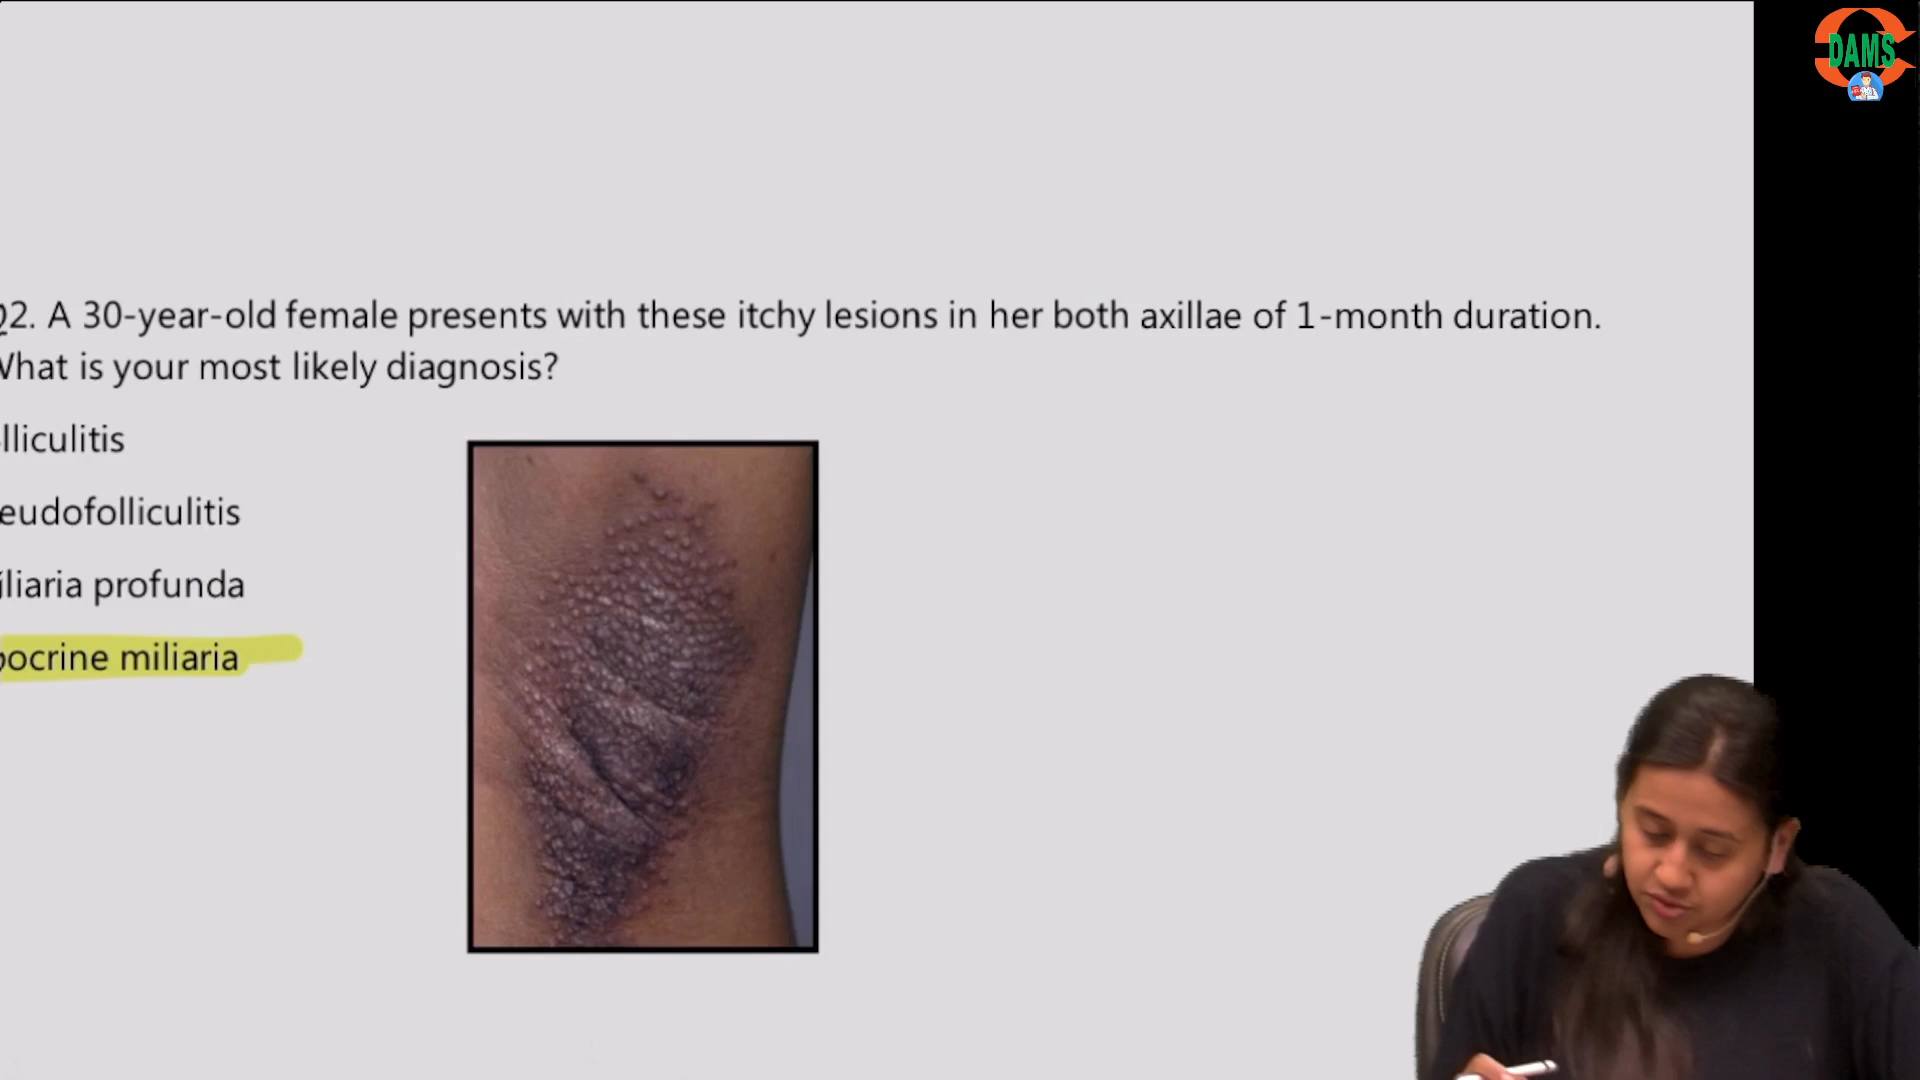 DAMS
Q2. A 30-year-old female presents with these itchy lesions in her both axillae of 1-month duration.
What is your most likely diagnosis?
lliculitis
eudofolliculitis
iliaria profunda
pocrine miliaria